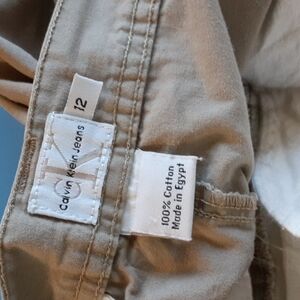 12
CK
Calvin Klein Jeans
100% Cotton
Made in Egypt